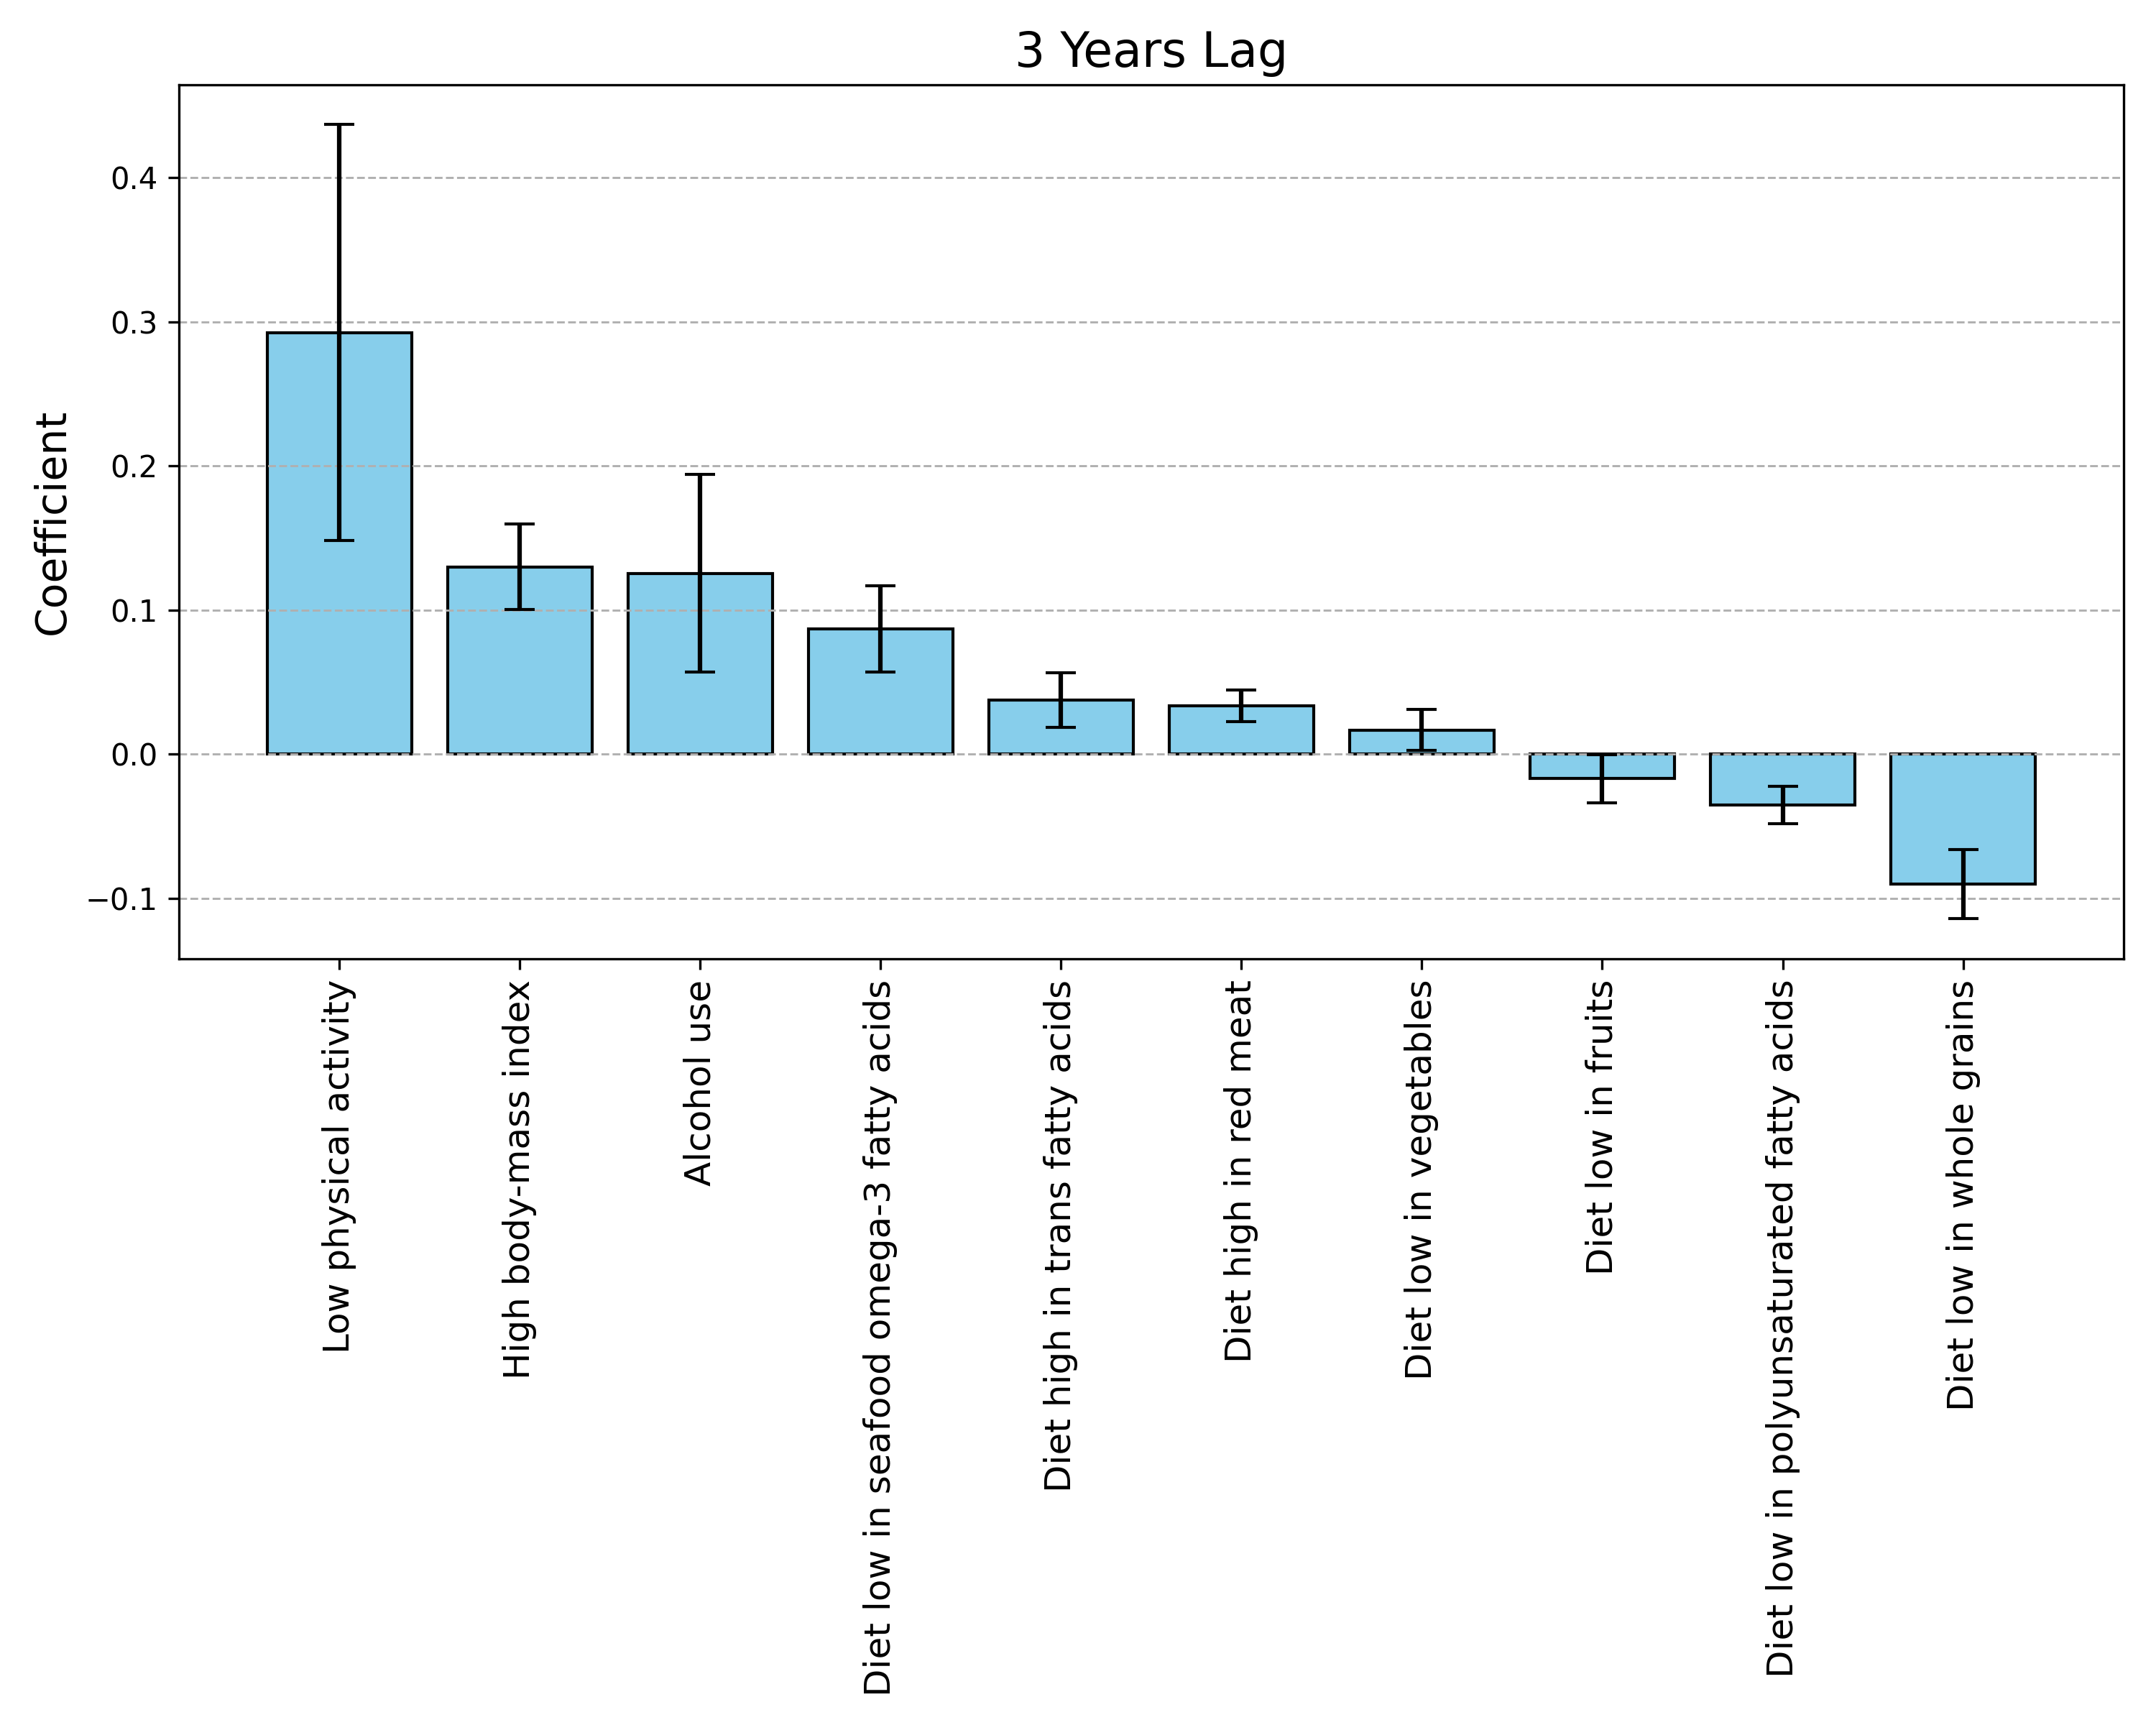 3 Years Lag
Coefficient
0.4
0.3
0.2
0.1
0.0
−0.1
Low physical activity
High body-mass index
Alcohol use
Diet low in seafood omega-3 fatty acids
Diet high in trans fatty acids
Diet high in red meat
Diet low in vegetables
Diet low in fruits
Diet low in polyunsaturated fatty acids
Diet low in whole grains